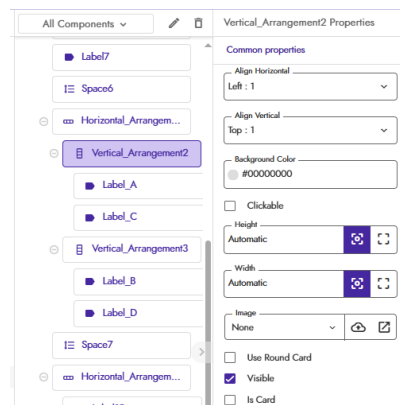 All Components
Label7
Space6
Horizontal_Arrangem...
Vertical_Arrangement2
Label_A
Label_C
Vertical_Arrangement3
Label_B
Label_D
Space7
Horizontal_Arrangem...
Vertical_Arrangement2 Properties
Common properties
Align Horizontal
Left : 1
Align Vertical
Top : 1
Background Color
#00000000
Clickable
Height
Automatic
Width
Automatic
Image
None
Use Round Card
Visible
Is Card